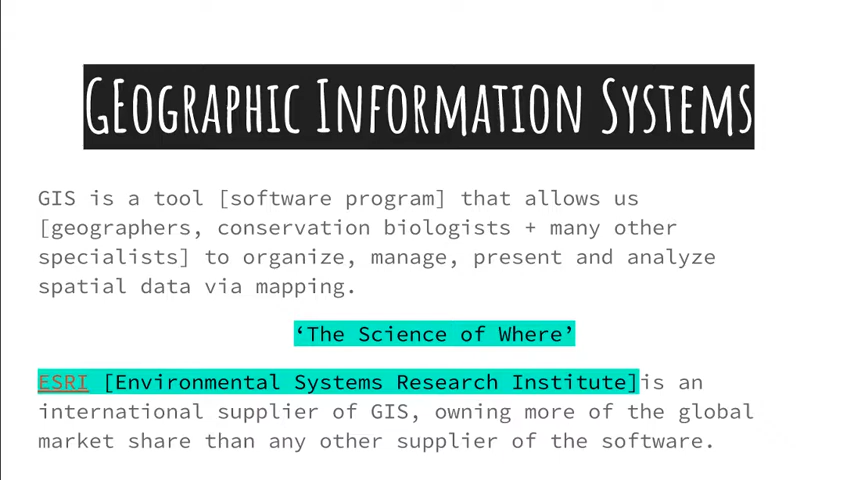 GEOGRAPHIC INFORMATION SYSTEMS
GIS is a tool [software program] that allows us
[geographers, conservation biologists + many other
specialists] to organize, manage, present and analyze
spatial data via mapping.
‘The Science of Where’
ESRI [Environmental Systems Research Institute]is an
international supplier of GIS, owning more of the global
market share than any other supplier of the software.